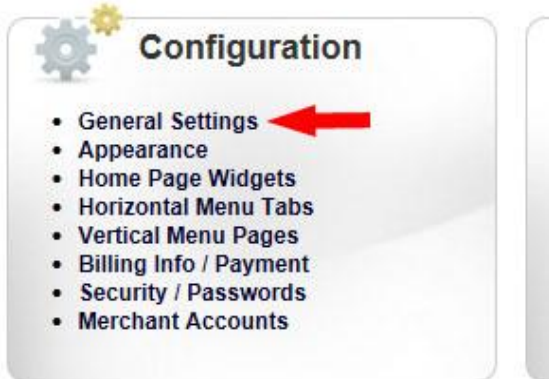 Configuration
• General Settings
• Appearance
• Home Page Widgets
• Horizontal Menu Tabs
• Vertical Menu Pages
• Billing Info / Payment
• Security / Passwords
• Merchant Accounts